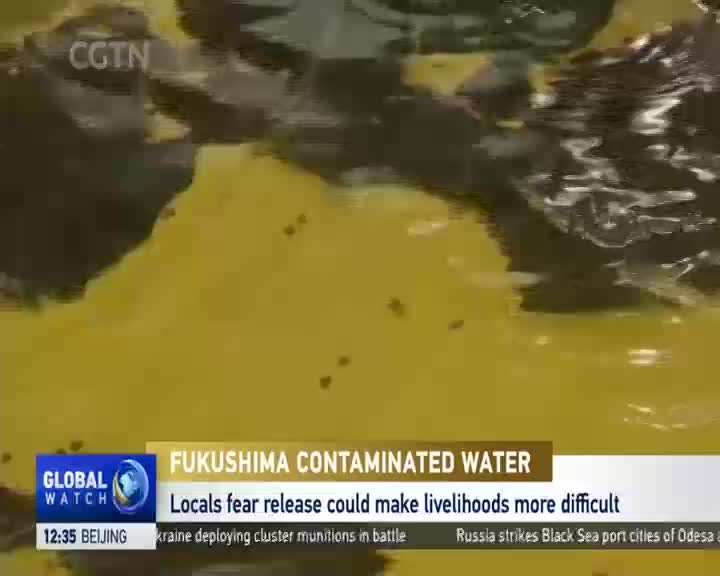 CGTN
FUKUSHIMA CONTAMINATED WATER
GLOBAL
WATCH
Locals fear release could make livelihoods more difficult
12:35 BEIJING
kraine deploying cluster munitions in battle Russia strikes Black Sea port cities of Odesa